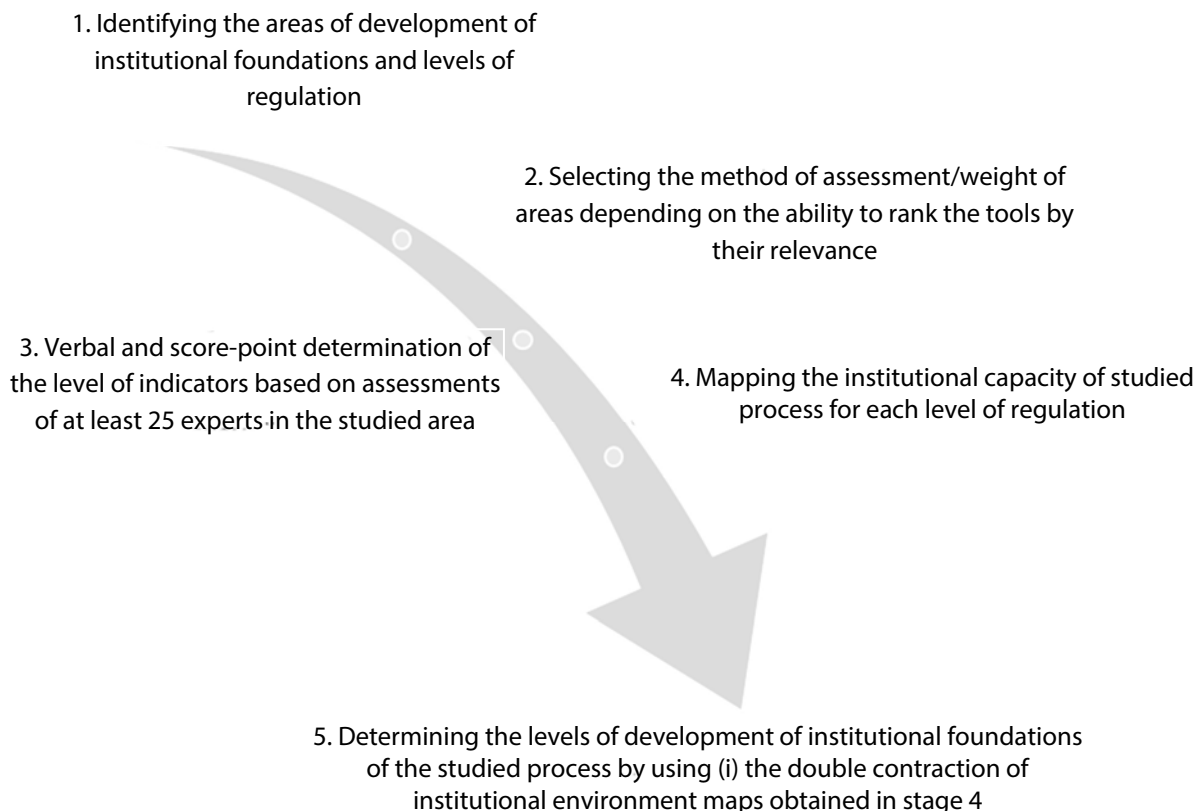 1. Identifying the areas of development of
institutional foundations and levels of
regulation
2. Selecting the method of assessment/weight of
areas depending on the ability to rank the tools by
their relevance
3. Verbal and score-point determination of
the level of indicators based on assessments
of at least 25 experts in the studied area
4. Mapping the institutional capacity of studied
process for each level of regulation
5. Determining the levels of development of institutional foundations
of the studied process by using (i) the double contraction of
institutional environment maps obtained in stage 4